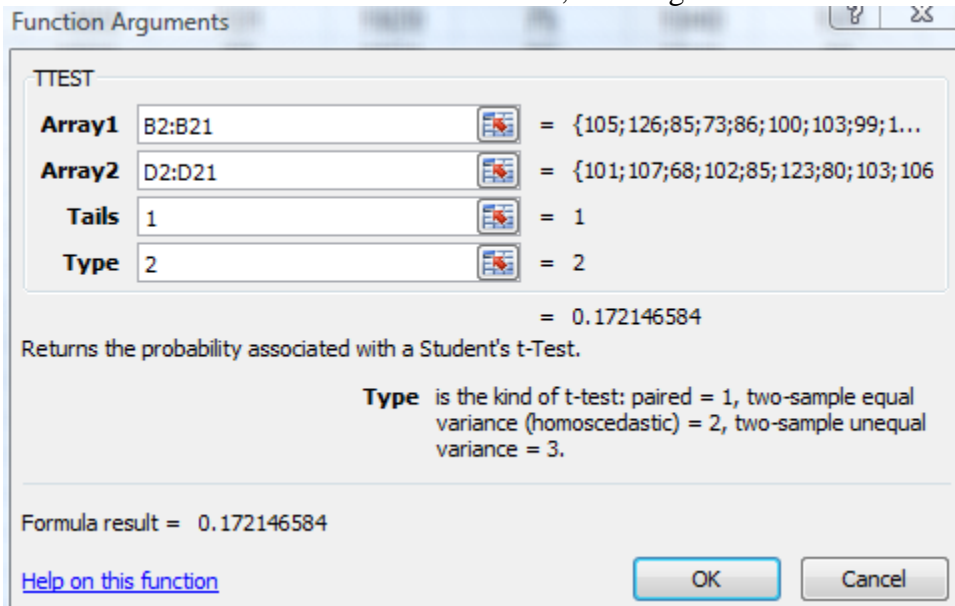 Function Arguments
TTEST
Array1 B2:B21 = {105;126;85;73;86;100;103;99;1...
Array2 D2:D21 = {101;107;68;102;85;123;80;103;106
Tails 1 = 1
Type 2 = 2
= 0.172146584
Returns the probability associated with a Student's t-Test.
Type is the kind of t-test: paired = 1, two-sample equal
variance (homoscedastic) = 2, two-sample unequal
variance = 3.
Formula result = 0.172146584
Help on this function OK Cancel